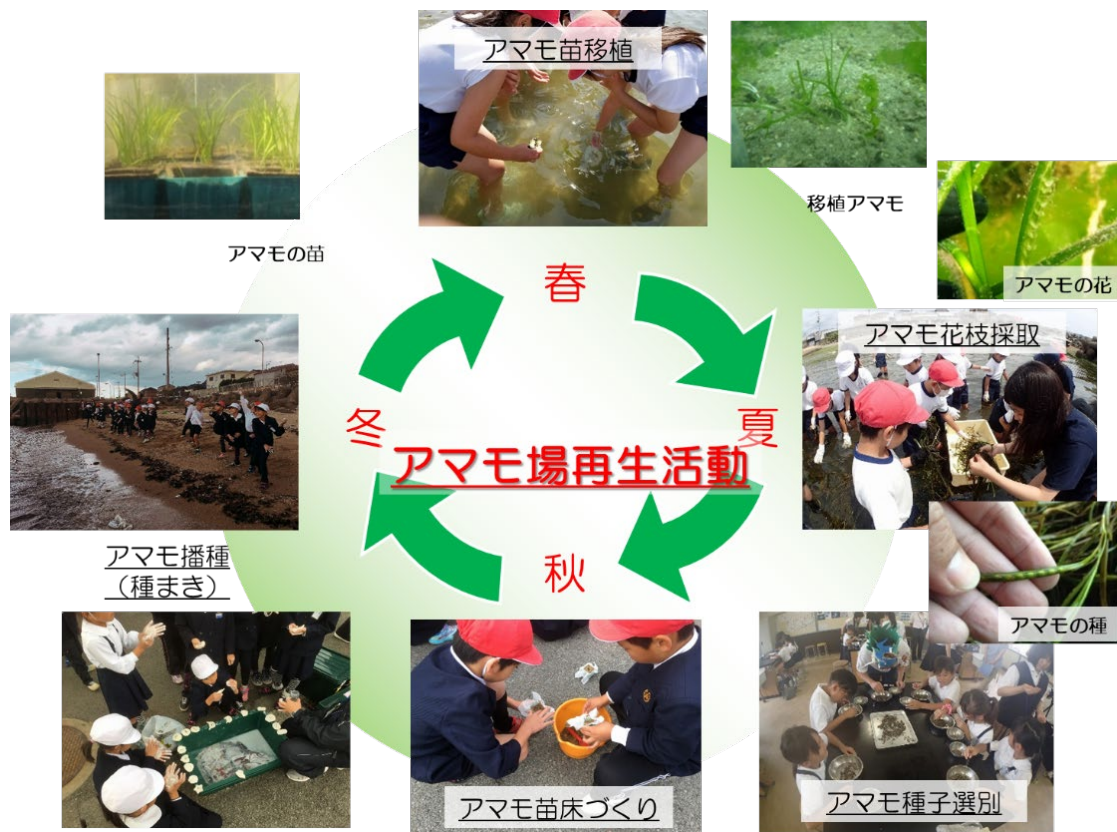 アマモ苗移植
移植アマモ
アマモの苗
アマモの花
春
アマモ花枝採取
冬
夏
アマモ場再生活動
アマモ播種
（種まき）
秋
アマモの種
アマモ苗床づくり
アマモ種子選別